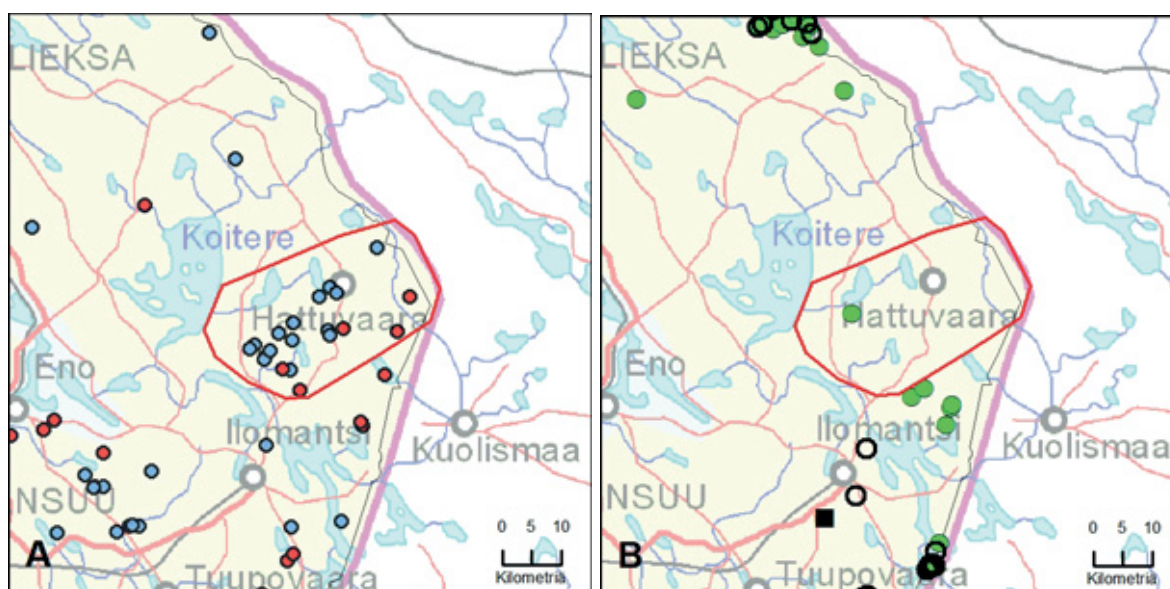 LIEKSA
Koitere
Hattuvaara
Eno
Ilomantsi
Kuolismaa
NSUU
Tuupovaara
0 5 10
Kilometriä
A
LIEKSA
Koitere
Hattuvaara
Eno
Ilomantsi
Kuolismaa
NSUU
Tuupovaara
0 5 10
Kilometriä
B